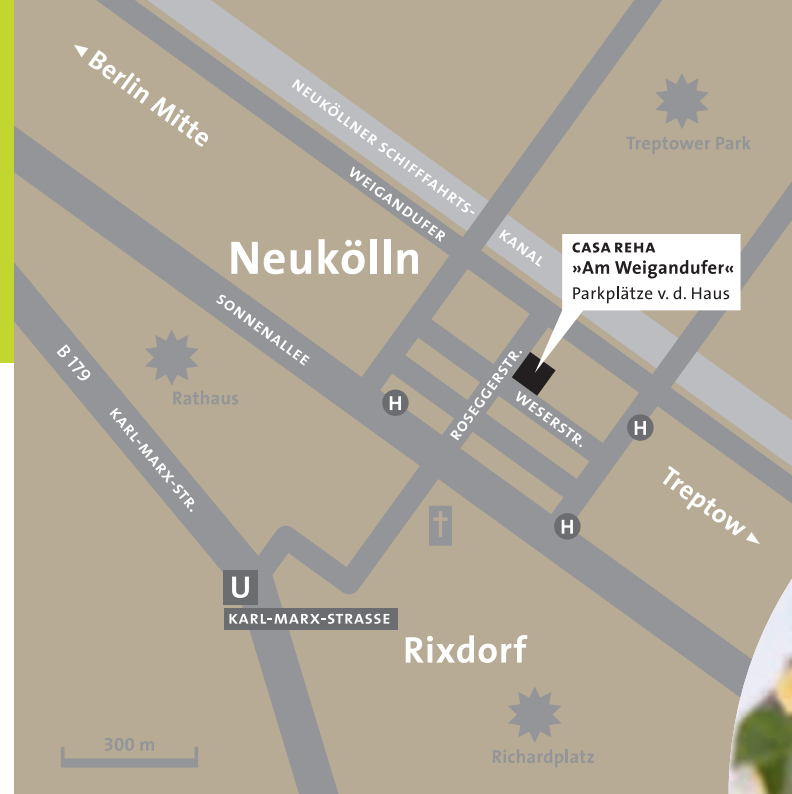 Berlin Mitte
NEUKÖLLNER SCHIFFFAHRTS-
KANAL
Treptower Park
WEIGANDUFER
Neukölln
CASA REHA
»Am Weigandufer«
Parkplätze v. d. Haus
SONNENALLEE
B 179
Rathaus
KARL-MARX-STR.
ROSEGGERSTR.
WESERSTR.
H
H
H
Treptow
U
KARL-MARX-STRASSE
Rixdorf
300 m
Richardplatz